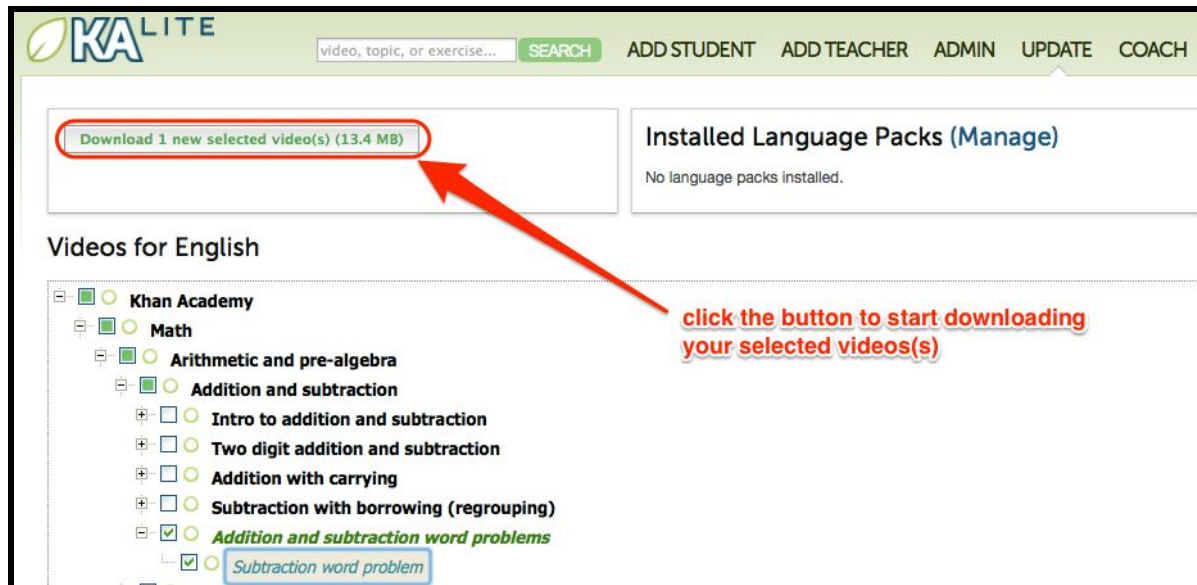 KA LITE
video, topic, or exercise... SEARCH ADD STUDENT ADD TEACHER ADMIN UPDATE COACH
Download 1 new selected video(s) (13.4 MB)
Installed Language Packs (Manage)
No language packs installed.
Videos for English
Khan Academy
Math
Arithmetic and pre-algebra
Addition and subtraction
Intro to addition and subtraction
Two digit addition and subtraction
Addition with carrying
Subtraction with borrowing (regrouping)
Addition and subtraction word problems
Subtraction word problem
click the button to start downloading
your selected videos(s)